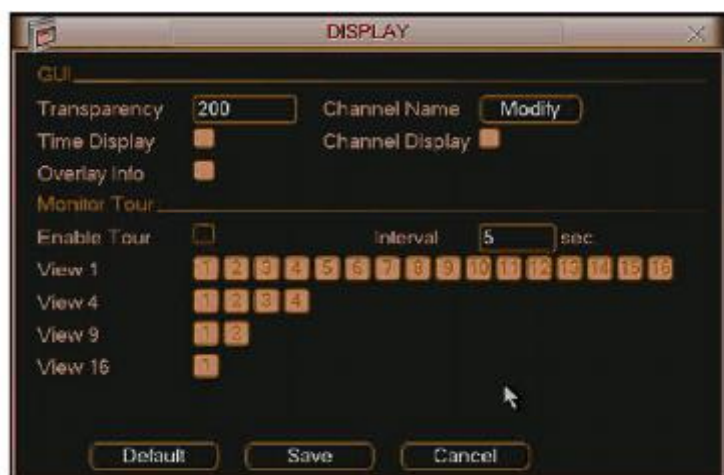 DISPLAY
GUI
Transparency 200 Channel Name Modify
Time Display Channel Display
Overlay Info
Monitor Tour
Enable Tour Interval 5 sec.
View 1 1 2 3 4 5 6 7 8 9 10 11 12 13 14 15 16
View 4 1 2 3 4
View 9 1 2
View 16 1
Default Save Cancel